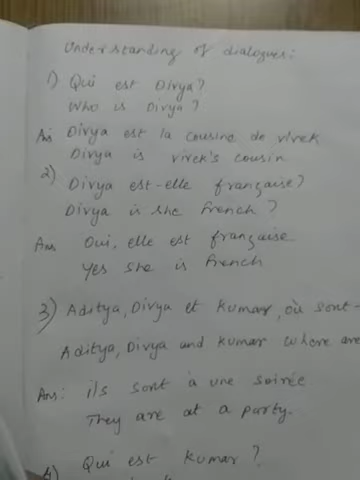 Understanding of dialogues:
1) Qui est Divya?
Who is Divya?
Ans Divya est la cousine de vivek
Divya is vivek's cousin
2) Divya est-elle française?
Divya is she french?
Ans Oui, elle est française
Yes she is french
3) Aditya, Divya et Kumar, où sont-
Aditya, Divya and Kumar where are
Ans: ils sont à une soirée
They are at a party.
4) Qui est Kumar?